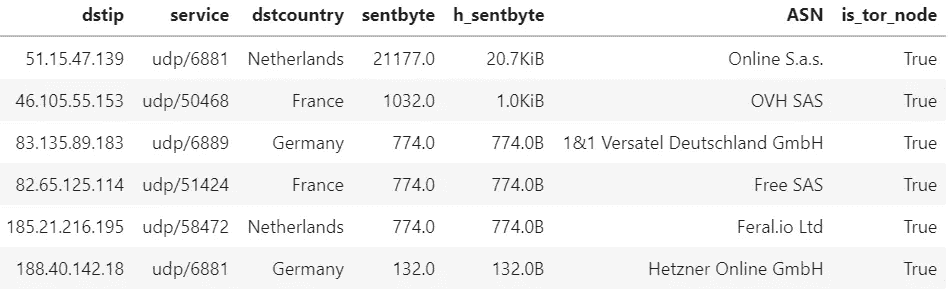 dstip service dstcountry sentbyte h_sentbyte ASN is_tor_node
51.15.47.139 udp/6881 Netherlands 21177.0 20.7KiB Online S.a.s. True
46.105.55.153 udp/50468 France 1032.0 1.0KiB OVH SAS True
83.135.89.183 udp/6889 Germany 774.0 774.0B 1&1 Versatel Deutschland GmbH True
82.65.125.114 udp/51424 France 774.0 774.0B Free SAS True
185.21.216.195 udp/58472 Netherlands 774.0 774.0B Feral.io Ltd True
188.40.142.18 udp/6881 Germany 132.0 132.0B Hetzner Online GmbH True